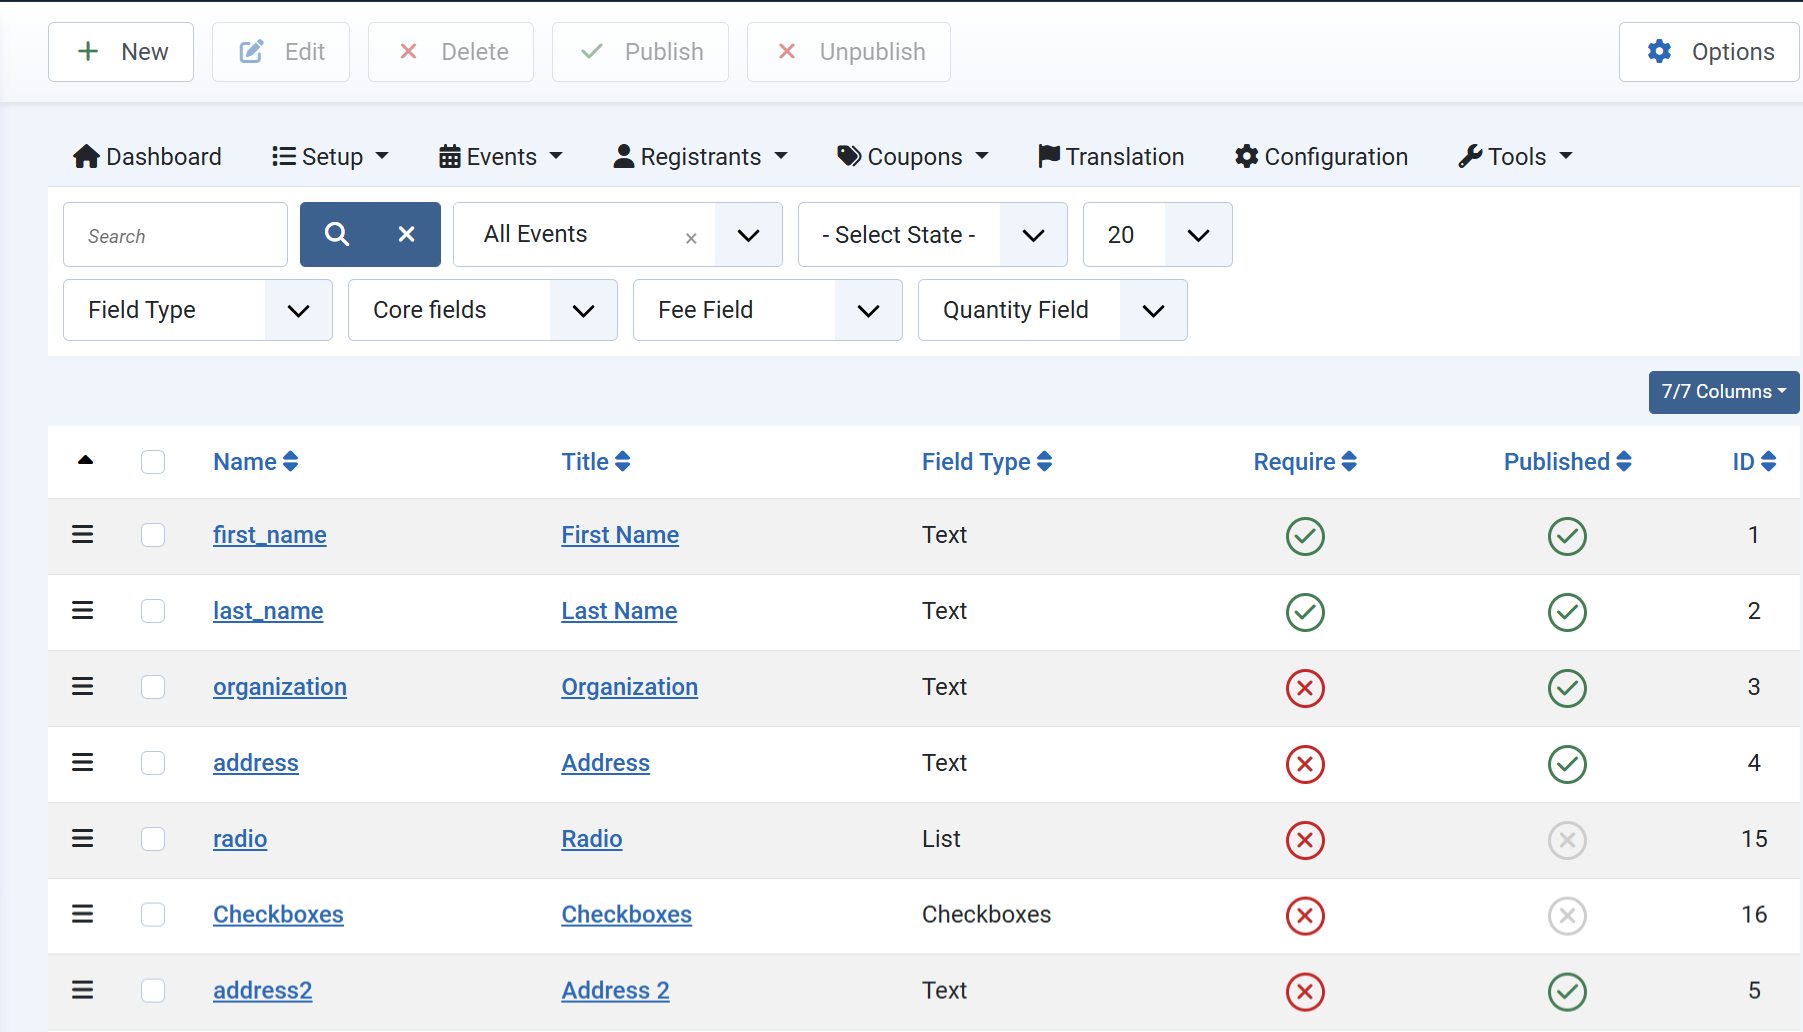 New Edit Delete Publish Unpublish Options
Dashboard Setup Events Registrants Coupons Translation Configuration Tools
Search All Events - Select State - 20
Field Type Core fields Fee Field Quantity Field
7/7 Columns
Name Title Field Type Require Published ID
first_name First Name Text 1
last_name Last Name Text 2
organization Organization Text 3
address Address Text 4
radio Radio List 15
Checkboxes Checkboxes Checkboxes 16
address2 Address 2 Text 5